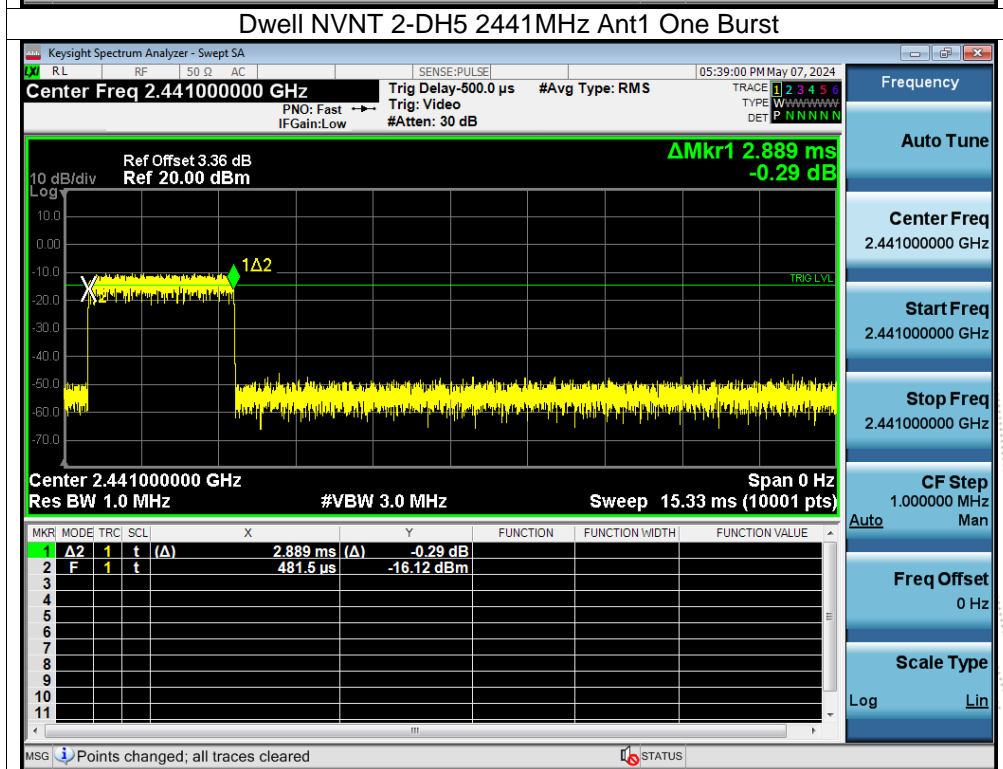 Dwell NVNT 2-DH5 2441MHz Ant1 One Burst
Keysight Spectrum Analyzer - Swept SA
LXI RL RF 50 Ω AC SENSE:PULSE 05:39:00 PM May 07, 2024
Center Freq 2.441000000 GHz Trig Delay-500.0 µs #Avg Type: RMS TRACE 1 2 3 4 5 6
PNO: Fast Trig: Video TYPE WWWWWW
IFGain:Low #Atten: 30 dB DET P N N N N N
Frequency
Auto Tune
Center Freq
2.441000000 GHz
Start Freq
2.441000000 GHz
Stop Freq
2.441000000 GHz
CF Step
1.000000 MHz
Auto Man
Freq Offset
0 Hz
Scale Type
Log Lin
ΔMkr1 2.889 ms
-0.29 dB
Ref Offset 3.36 dB
10 dB/div Ref 20.00 dBm
Log
10.0
0.00
-10.0
-20.0
-30.0
-40.0
-50.0
-60.0
-70.0
1Δ2
2
TRIG LVL
Center 2.441000000 GHz Span 0 Hz
Res BW 1.0 MHz #VBW 3.0 MHz Sweep 15.33 ms (10001 pts)
MKR MODE TRC SCL X Y FUNCTION FUNCTION WIDTH FUNCTION VALUE
1 Δ2 1 t (Δ) 2.889 ms (Δ) -0.29 dB
2 F 1 t 481.5 µs -16.12 dBm
3
4
5
6
7
8
9
10
11
MSG Points changed; all traces cleared STATUS